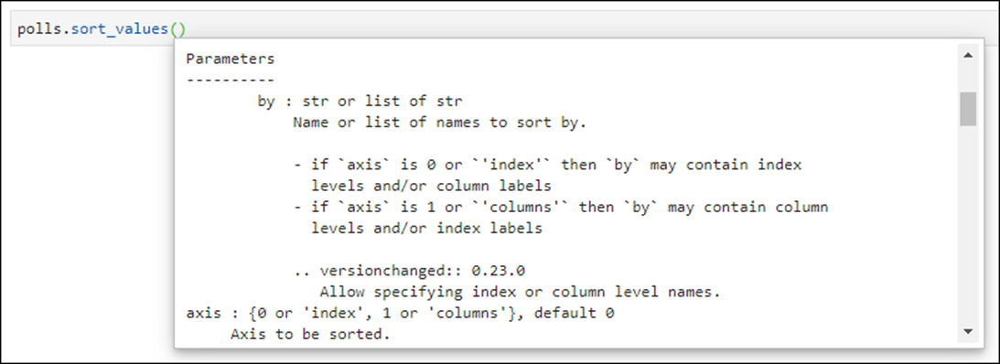 polls.sort_values()
Parameters
----------
by : str or list of str
Name or list of names to sort by.
- if `axis` is 0 or `'index'` then `by` may contain index
levels and/or column labels
- if `axis` is 1 or `'columns'` then `by` may contain column
levels and/or index labels
.. versionchanged:: 0.23.0
Allow specifying index or column level names.
axis : {0 or 'index', 1 or 'columns'}, default 0
Axis to be sorted.